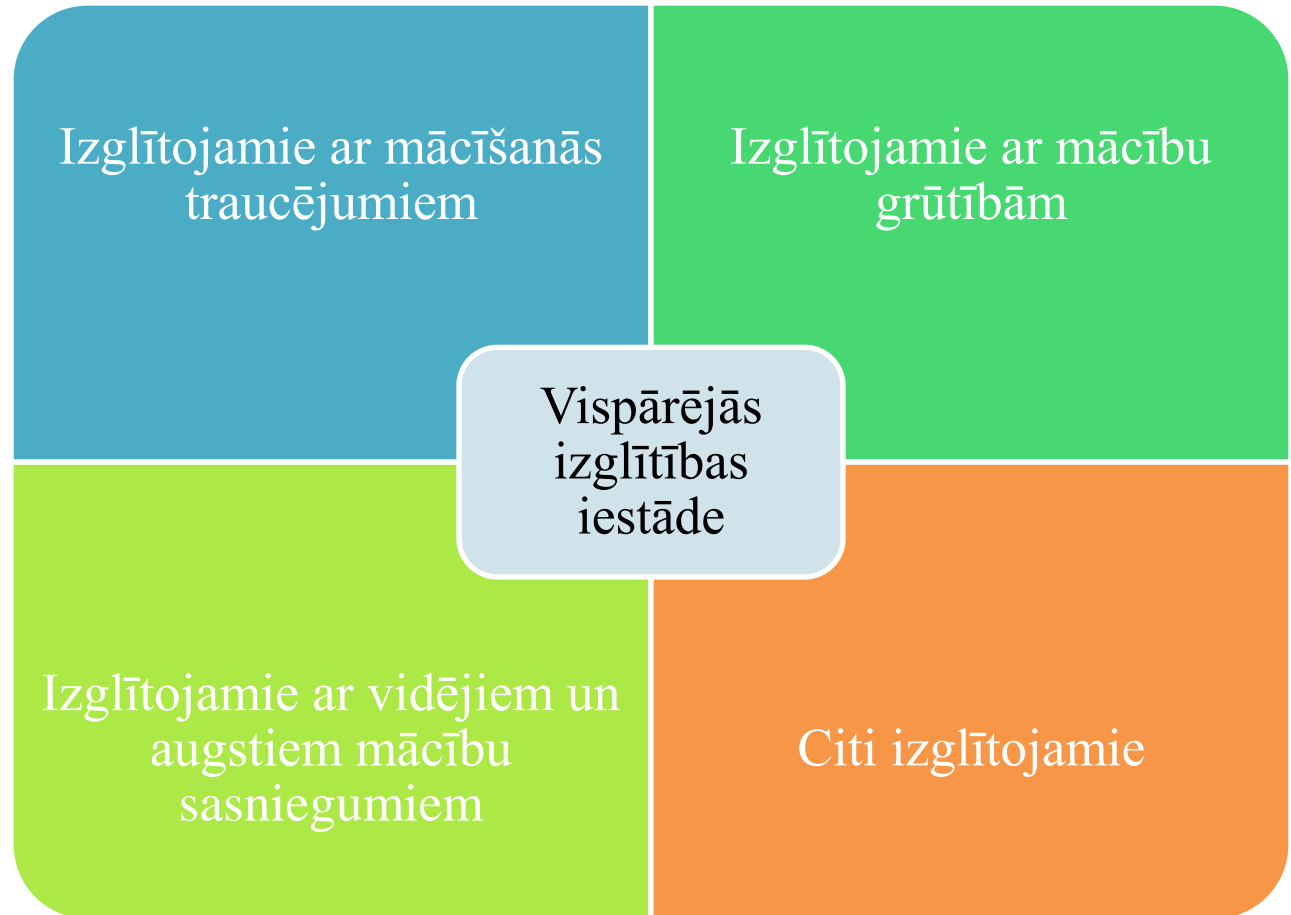 Izglītojamie ar mācīšanās
traucējumiem
Izglītojamie ar mācību
grūtībām
Vispārējās
izglītības
iestāde
Izglītojamie ar vidējiem un
augstiem mācību
sasniegumiem
Citi izglītojamie